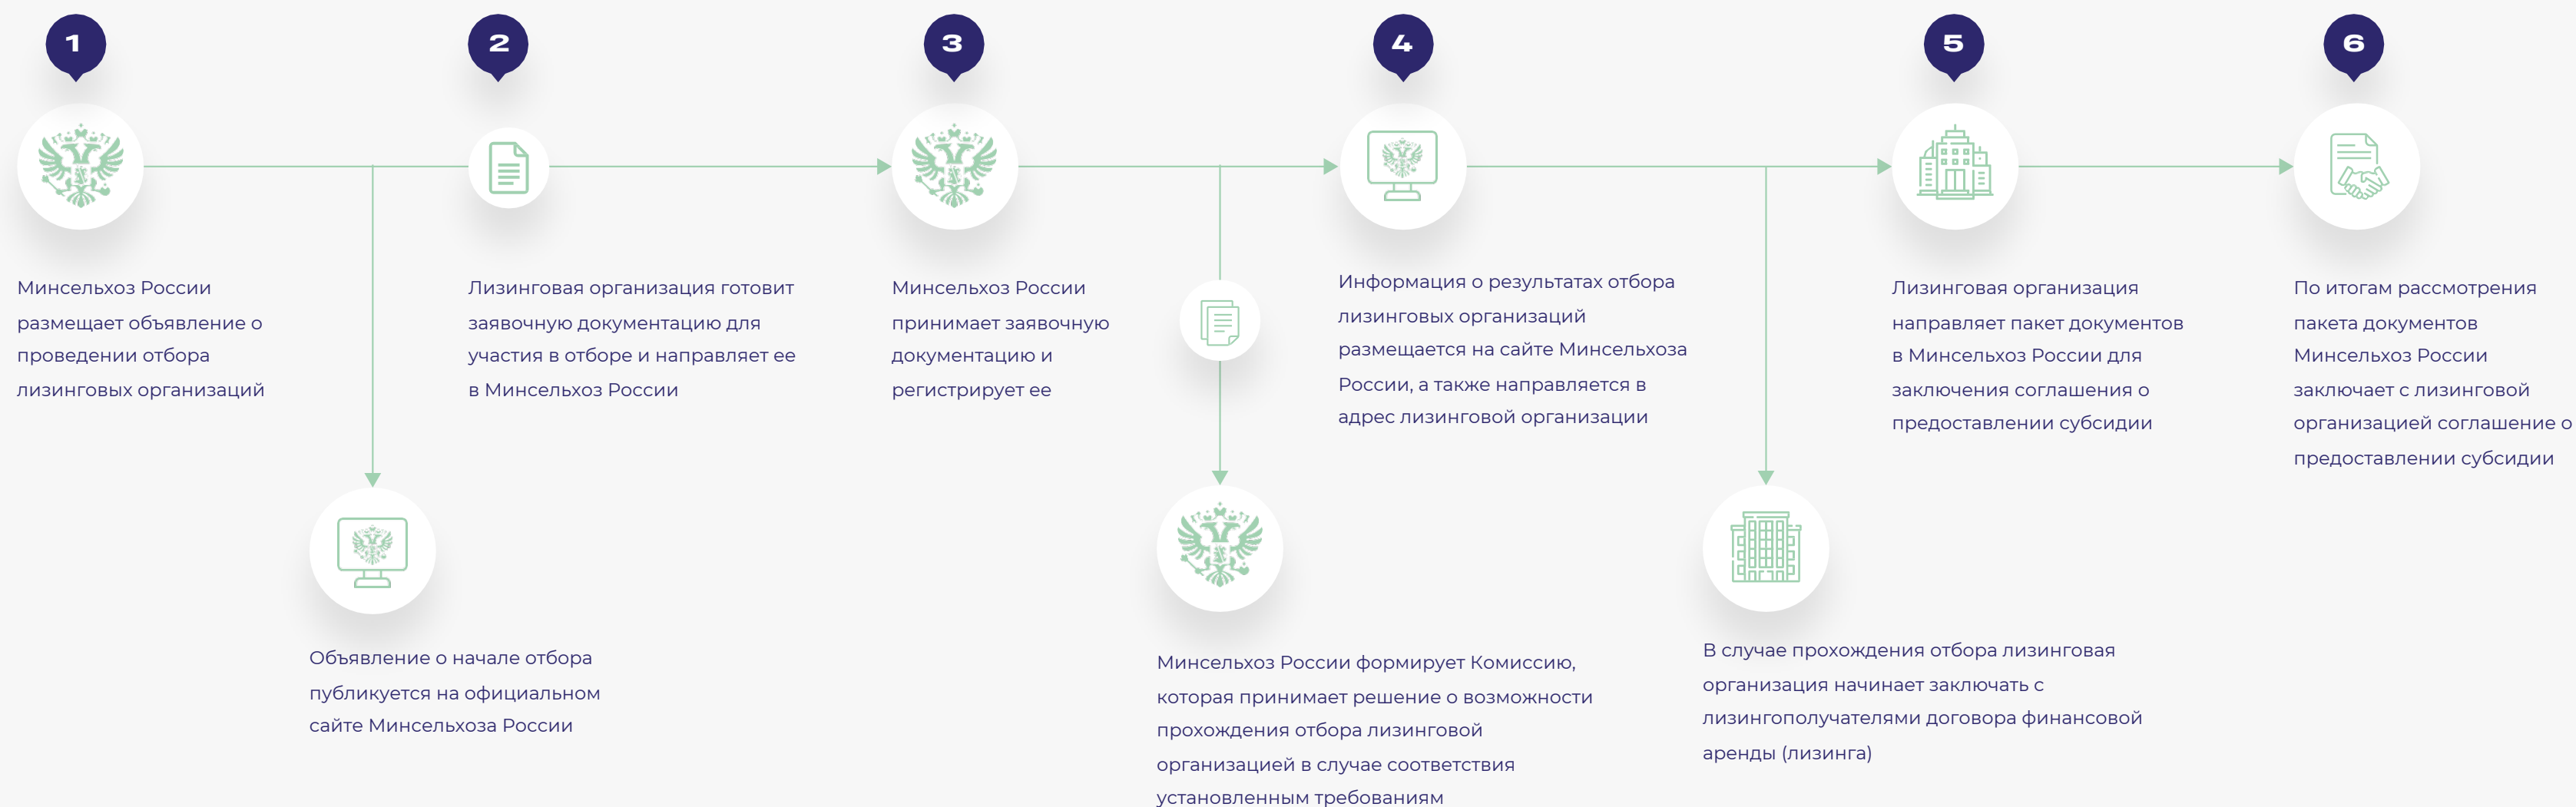 1
2
3
4
5
6
Минсельхоз России
размещает объявление о
проведении отбора
лизинговых организаций
Лизинговая организация готовит
заявочную документацию для
участия в отборе и направляет ее
в Минсельхоз России
Минсельхоз России
принимает заявочную
документацию и
регистрирует ее
Информация о результатах отбора
лизинговых организаций
размещается на сайте Минсельхоза
России, а также направляется в
адрес лизинговой организации
Лизинговая организация
направляет пакет документов
в Минсельхоз России для
заключения соглашения о
предоставлении субсидии
По итогам рассмотрения
пакета документов
Минсельхоз России
заключает с лизинговой
организацией соглашение о
предоставлении субсидии
Объявление о начале отбора
публикуется на официальном
сайте Минсельхоза России
Минсельхоз России формирует Комиссию,
которая принимает решение о возможности
прохождения отбора лизинговой
организацией в случае соответствия
установленным требованиям
В случае прохождения отбора лизинговая
организация начинает заключать с
лизингополучателями договора финансовой
аренды (лизинга)